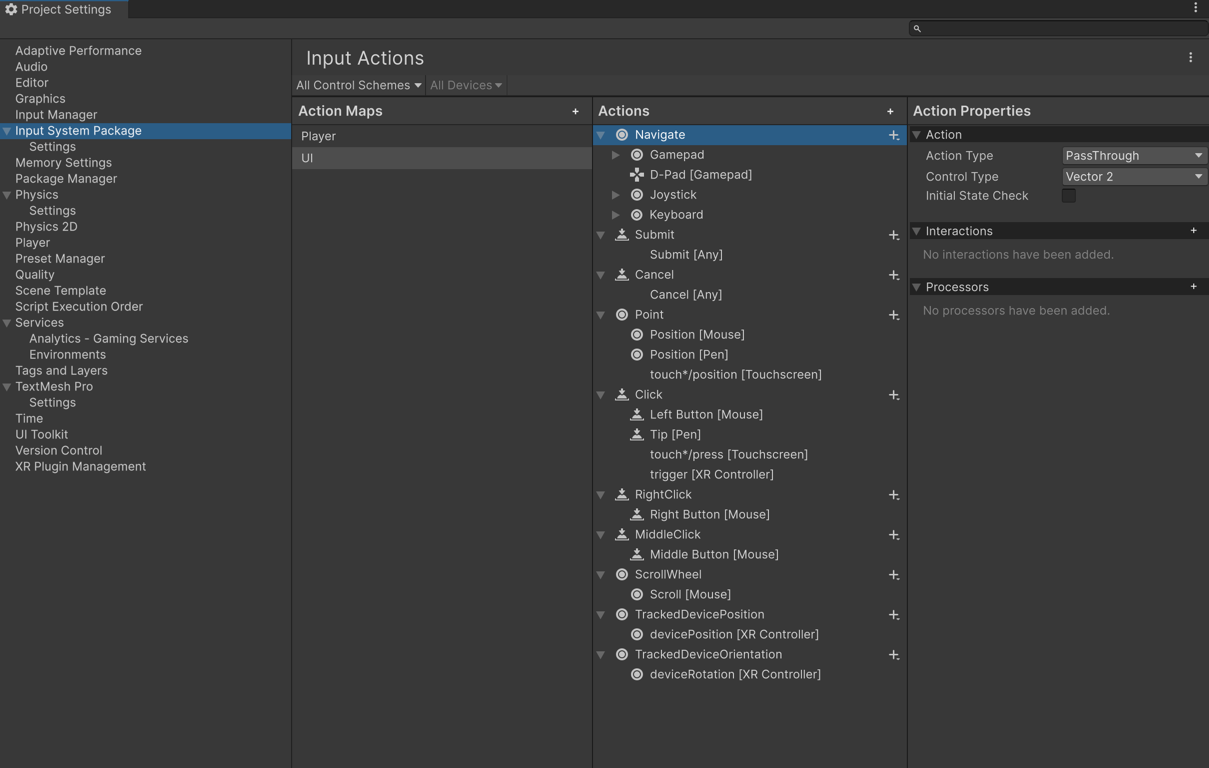 Project Settings
Adaptive Performance
Audio
Editor
Graphics
Input Manager
Input System Package
Settings
Memory Settings
Package Manager
Physics
Settings
Physics 2D
Player
Preset Manager
Quality
Scene Template
Script Execution Order
Services
Analytics - Gaming Services
Environments
Tags and Layers
TextMesh Pro
Settings
Time
UI Toolkit
Version Control
XR Plugin Management
Input Actions
All Control Schemes
All Devices
Action Maps
Player
UI
Actions
Navigate
Gamepad
D-Pad [Gamepad]
Joystick
Keyboard
Submit
Submit [Any]
Cancel
Cancel [Any]
Point
Position [Mouse]
Position [Pen]
touch*/position [Touchscreen]
Click
Left Button [Mouse]
Tip [Pen]
touch*/press [Touchscreen]
trigger [XR Controller]
RightClick
Right Button [Mouse]
MiddleClick
Middle Button [Mouse]
ScrollWheel
Scroll [Mouse]
TrackedDevicePosition
devicePosition [XR Controller]
TrackedDeviceOrientation
deviceRotation [XR Controller]
Action Properties
Action
Action Type PassThrough
Control Type Vector 2
Initial State Check
Interactions
No interactions have been added.
Processors
No processors have been added.